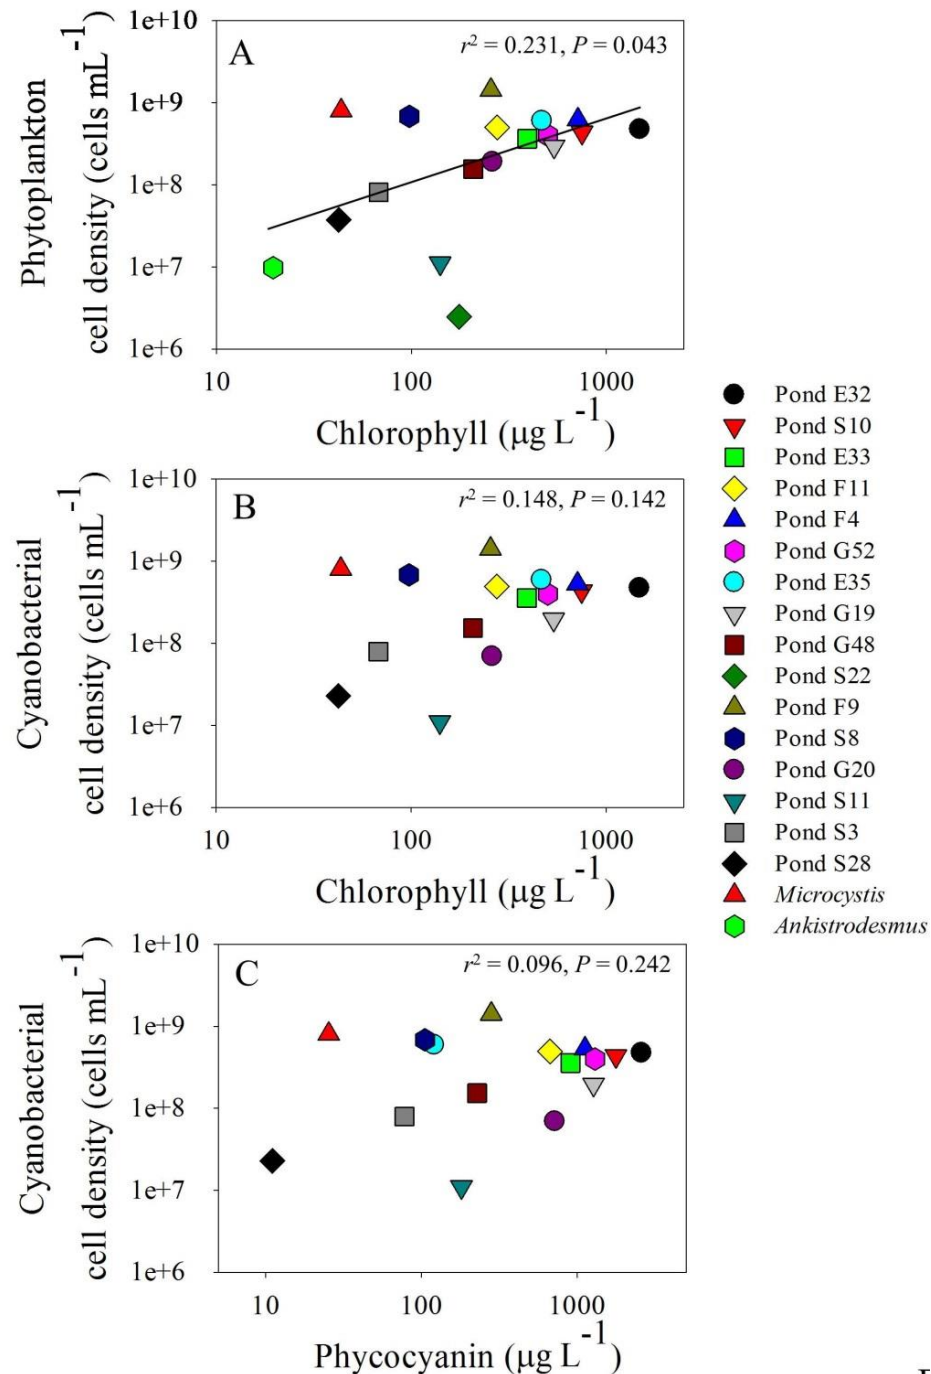 A
r² = 0.231, P = 0.043
Phytoplankton
cell density (cells mL⁻¹)
1e+10
1e+9
1e+8
1e+7
1e+6
10 100 1000
Chlorophyll (μg L⁻¹)
B
r² = 0.148, P = 0.142
Cyanobacterial
cell density (cells mL⁻¹)
1e+10
1e+9
1e+8
1e+7
1e+6
10 100 1000
Chlorophyll (μg L⁻¹)
Pond E32
Pond S10
Pond E33
Pond F11
Pond F4
Pond G52
Pond E35
Pond G19
Pond G48
Pond S22
Pond F9
Pond S8
Pond G20
Pond S11
Pond S3
Pond S28
Microcystis
Ankistrodesmus
C
r² = 0.096, P = 0.242
Cyanobacterial
cell density (cells mL⁻¹)
1e+10
1e+9
1e+8
1e+7
1e+6
10 100 1000
Phycocyanin (μg L⁻¹)